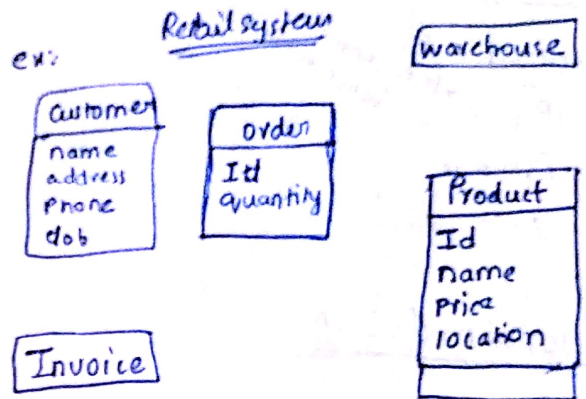 Retail system
ex:
warehouse
Customer
name
address
phone
dob
order
Id
quantity
Product
Id
name
price
location
Invoice